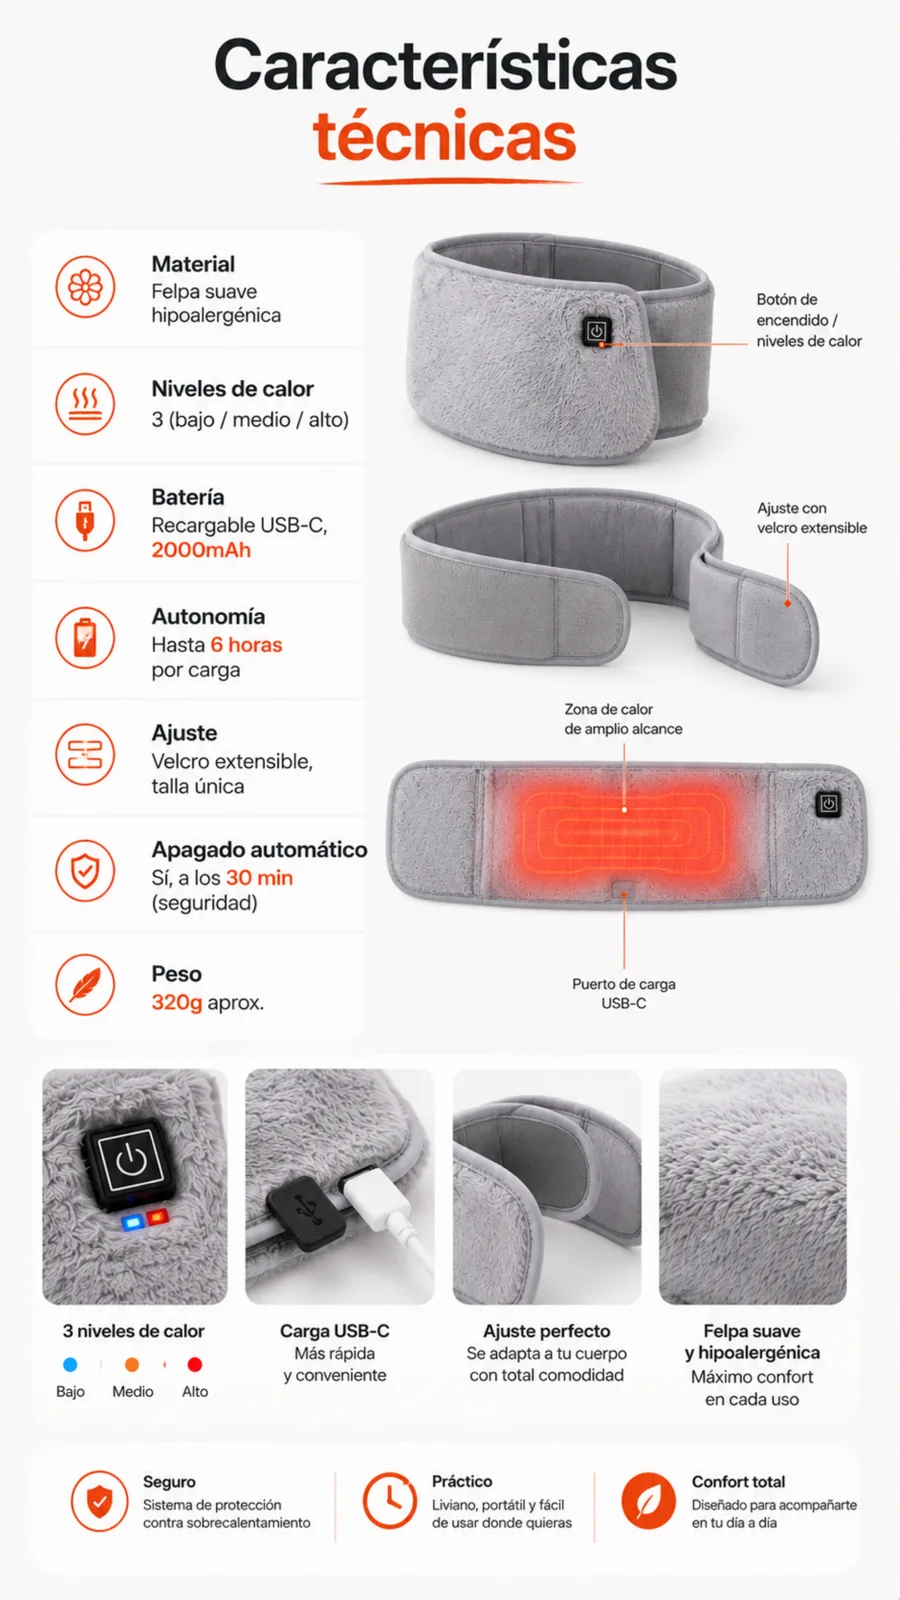 Características
técnicas
Material
Felpa suave
hipoalergénica
Niveles de calor
3 (bajo / medio / alto)
Batería
Recargable USB-C,
2000mAh
Autonomía
Hasta 6 horas
por carga
Ajuste
Velcro extensible,
talla única
Apagado automático
Sí, a los 30 min
(seguridad)
Peso
320g aprox.
Botón de
encendido /
niveles de calor
Ajuste con
velcro extensible
Zona de calor
de amplio alcance
Puerto de carga
USB-C
3 niveles de calor
Bajo Medio Alto
Carga USB-C
Más rápida
y conveniente
Ajuste perfecto
Se adapta a tu cuerpo
con total comodidad
Felpa suave
y hipoalergénica
Máximo confort
en cada uso
Seguro
Sistema de protección
contra sobrecalentamiento
Práctico
Liviano, portátil y fácil
de usar donde quieras
Confort total
Diseñado para acompañarte
en tu día a día